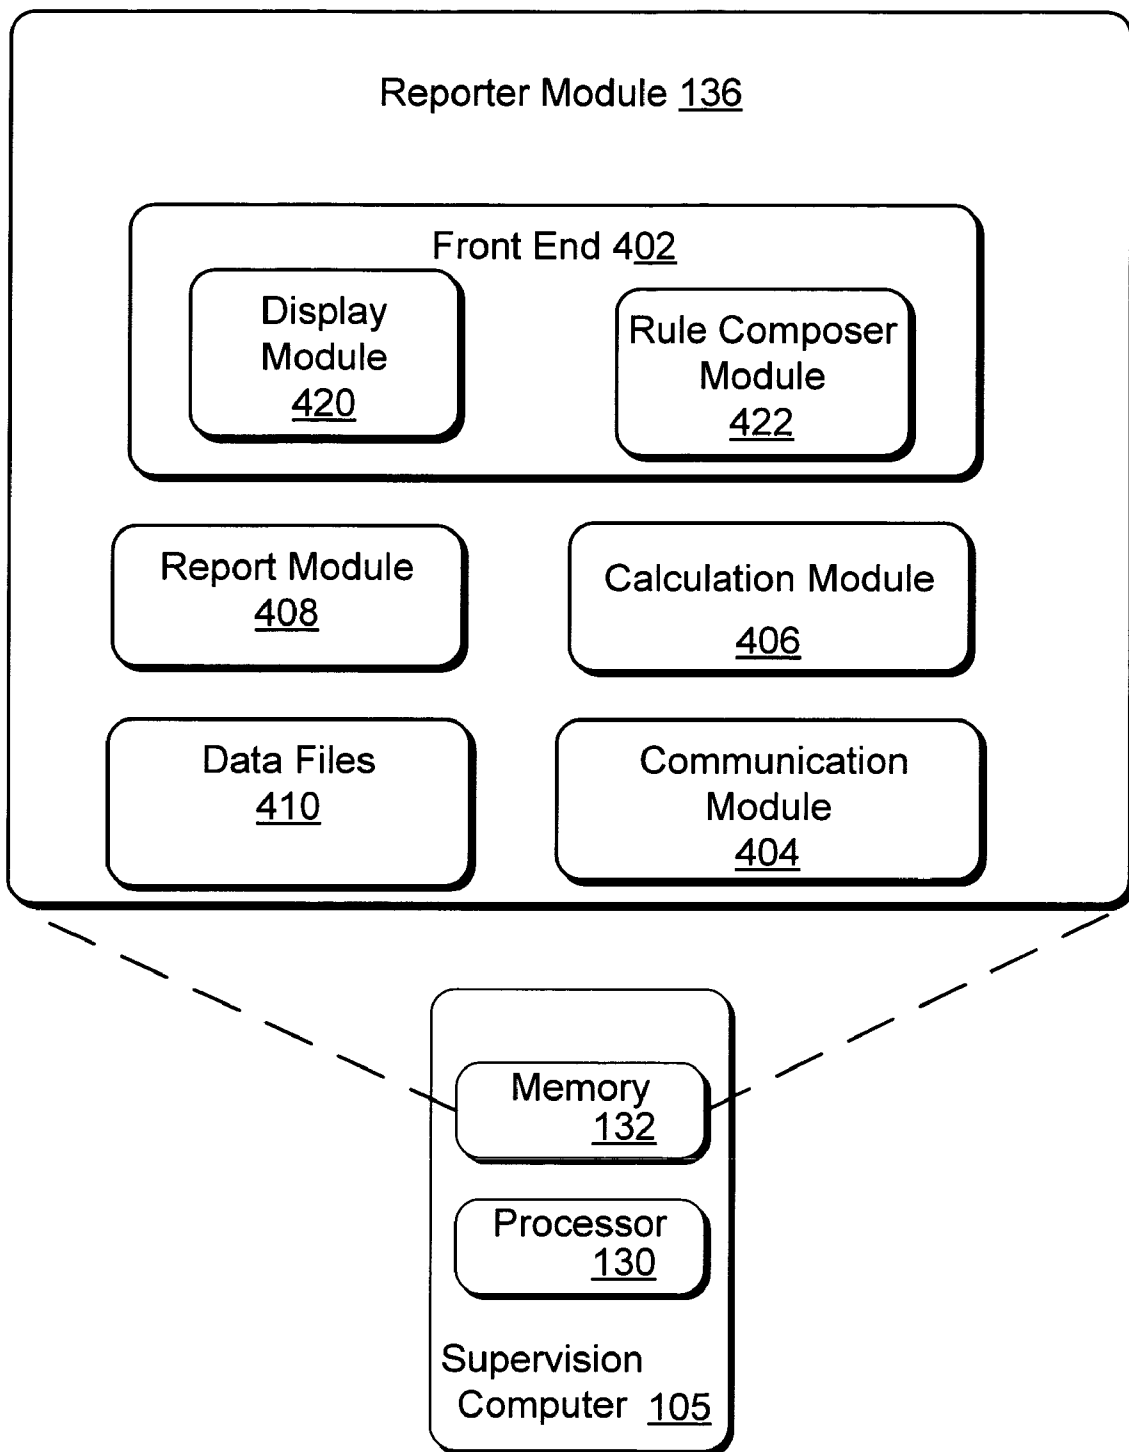 Reporter Module 136
Front End 402
Display
Module
420
Rule Composer
Module
422
Report Module
408
Calculation Module
406
Data Files
410
Communication
Module
404
Memory
132
Processor
130
Supervision
Computer 105